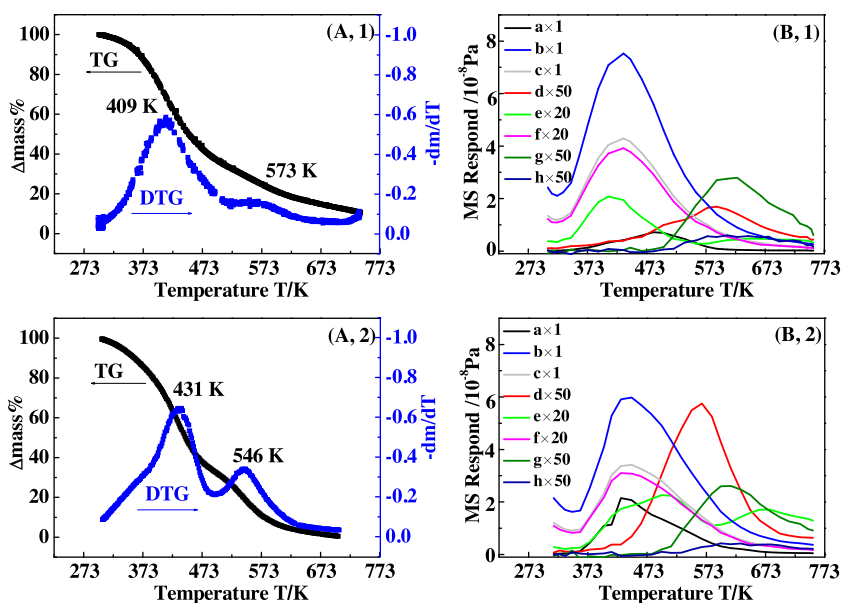 (A, 1)
TG
409 K
573 K
DTG
100
80
60
40
20
0
Δmass%
-1.0
-0.8
-0.6
-0.4
-0.2
-0.0
-dm/dT
273 373 473 573 673 773
Temperature T/K
(B, 1)
a×1
b×1
c×1
d×50
e×20
f×20
g×50
h×50
8
6
4
2
0
MS Respond /10⁻⁸Pa
273 373 473 573 673 773
Temperature T/K
(A, 2)
TG
431 K
546 K
DTG
100
80
60
40
20
0
Δmass%
-1.0
-0.8
-0.6
-0.4
-0.2
0.0
-dm/dT
273 373 473 573 673 773
Temperature T/K
(B, 2)
a×1
b×1
c×1
d×50
e×20
f×20
g×50
h×50
8
6
4
2
0
MS Respond /10⁻⁸Pa
273 373 473 573 673 773
Temperature T/K